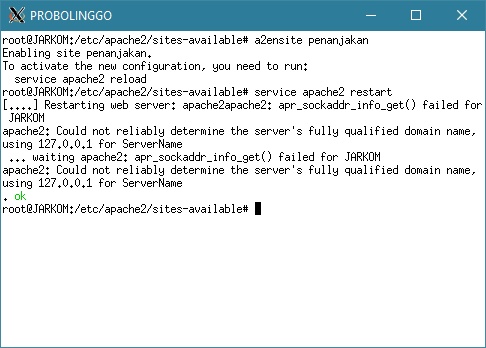 PROBOLINGGO
root@JARKOM:/etc/apache2/sites-available# a2ensite penanjakan
Enabling site penanjakan.
To activate the new configuration, you need to run:
  service apache2 reload
root@JARKOM:/etc/apache2/sites-available# service apache2 restart
[....] Restarting web server: apache2apache2: apr_sockaddr_info_get() failed for
 JARKOM
apache2: Could not reliably determine the server's fully qualified domain name,
using 127.0.0.1 for ServerName
 ... waiting apache2: apr_sockaddr_info_get() failed for JARKOM
apache2: Could not reliably determine the server's fully qualified domain name,
using 127.0.0.1 for ServerName
. ok
root@JARKOM:/etc/apache2/sites-available#